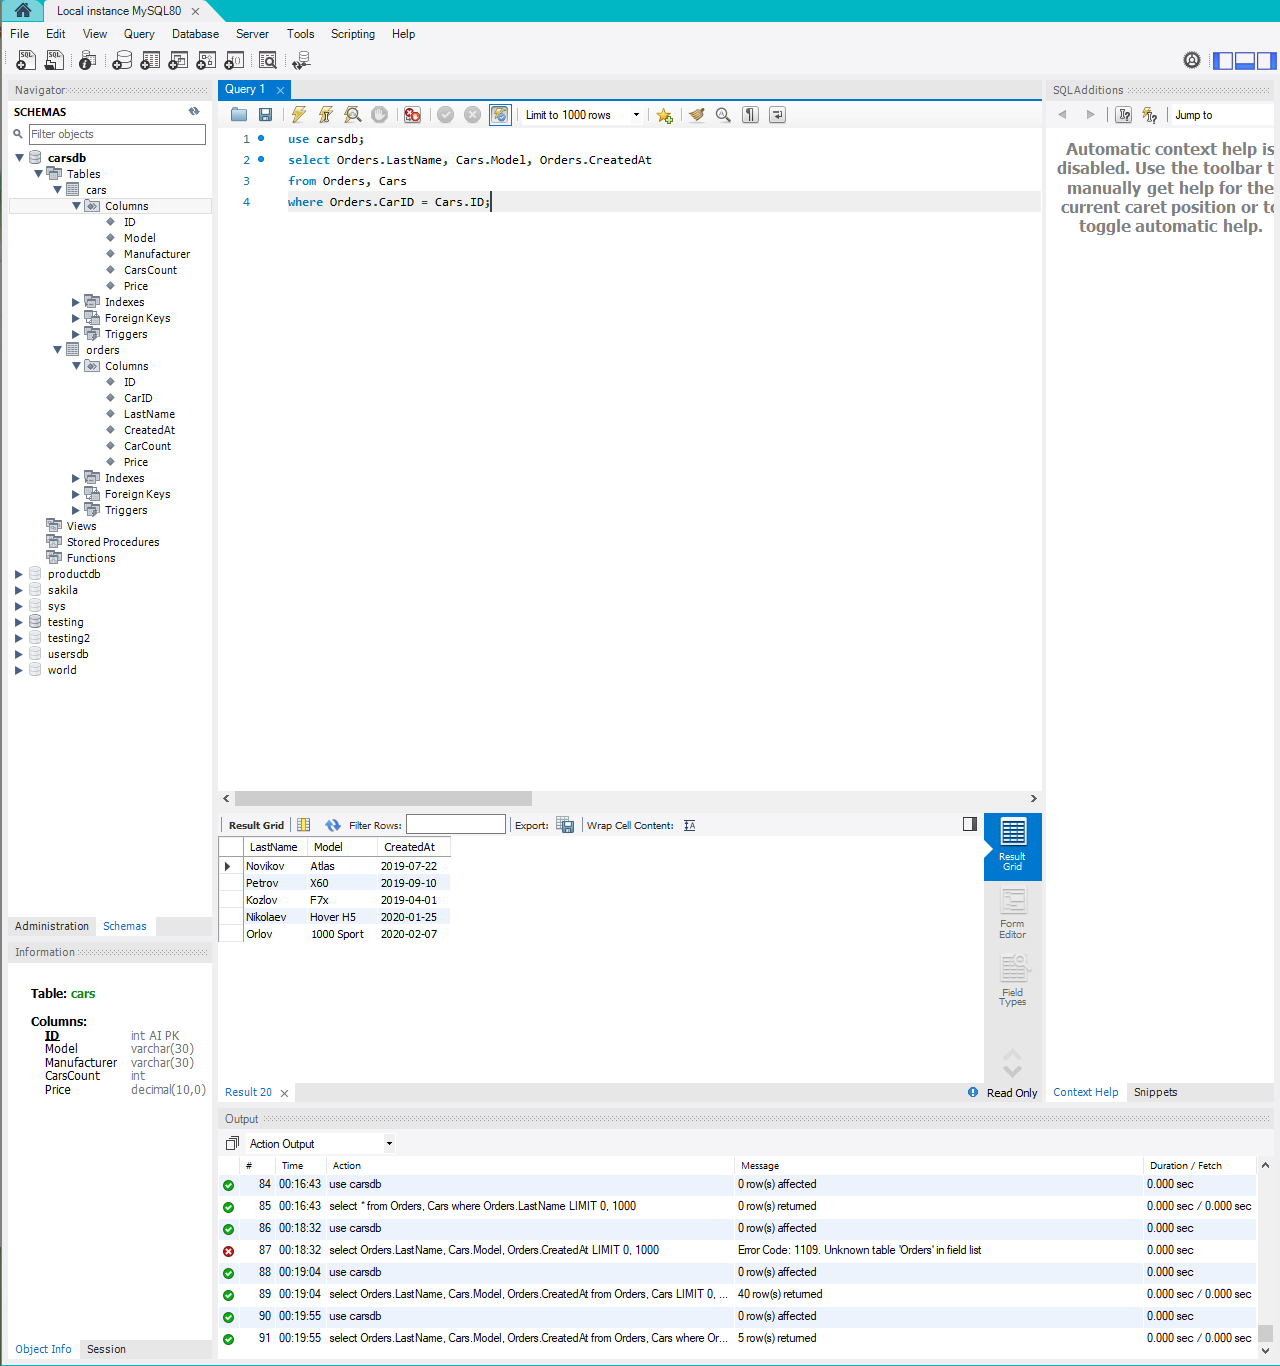 Local instance MySQL80
File Edit View Query Database Server Tools Scripting Help
Navigator
SCHEMAS
Filter objects
carsdb
Tables
cars
Columns
ID
Model
Manufacturer
CarsCount
Price
Indexes
Foreign Keys
Triggers
orders
Columns
ID
CarID
LastName
CreatedAt
CarCount
Price
Indexes
Foreign Keys
Triggers
Views
Stored Procedures
Functions
productdb
sakila
sys
testing
testing2
usersdb
world
Administration Schemas
Information
Table: cars
Columns:
ID int AI PK
Model varchar(30)
Manufacturer varchar(30)
CarsCount int
Price decimal(10,0)
Object Info Session
Query 1
Limit to 1000 rows
1 use carsdb;
2 select Orders.LastName, Cars.Model, Orders.CreatedAt
3 from Orders, Cars
4 where Orders.CarID = Cars.ID;
Result Grid Filter Rows: Export: Wrap Cell Content:
LastName Model CreatedAt
Novikov Atlas 2019-07-22
Petrov X60 2019-09-10
Kozlov F7x 2019-04-01
Nikolaev Hover H5 2020-01-25
Orlov 1000 Sport 2020-02-07
Result
Grid
Form
Editor
Field
Types
Result 20 Read Only
SQLAdditions
Jump to
Automatic context help is
disabled. Use the toolbar t
manually get help for the
current caret position or to
toggle automatic help.
Context Help Snippets
Output
Action Output
# Time Action Message Duration / Fetch
84 00:16:43 use carsdb 0 row(s) affected 0.000 sec
85 00:16:43 select * from Orders, Cars where Orders.LastName LIMIT 0, 1000 0 row(s) returned 0.000 sec / 0.000 sec
86 00:18:32 use carsdb 0 row(s) affected 0.000 sec
87 00:18:32 select Orders.LastName, Cars.Model, Orders.CreatedAt LIMIT 0, 1000 Error Code: 1109. Unknown table 'Orders' in field list 0.000 sec
88 00:19:04 use carsdb 0 row(s) affected 0.000 sec
89 00:19:04 select Orders.LastName, Cars.Model, Orders.CreatedAt from Orders, Cars LIMIT 0, ... 40 row(s) returned 0.000 sec / 0.000 sec
90 00:19:55 use carsdb 0 row(s) affected 0.000 sec
91 00:19:55 select Orders.LastName, Cars.Model, Orders.CreatedAt from Orders, Cars where Or... 5 row(s) returned 0.000 sec / 0.000 sec